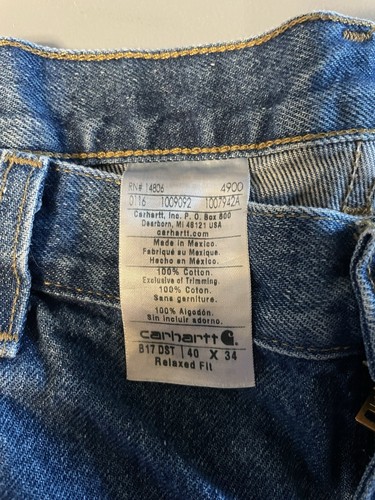 RN# 14806 4900
0116 1009092 1007942A
Carhartt, Inc. P. O. Box 600
Dearborn, MI 48121 USA
carhartt.com
Made in Mexico.
Fabriqué au Mexique.
Hecho en México.
100% Cotton.
Exclusive of Trimming.
100% Coton.
Sans garniture.
100% Algodón.
Sin incluir adorno.
carhartt
B17 DST 40 X 34
Relaxed Fit